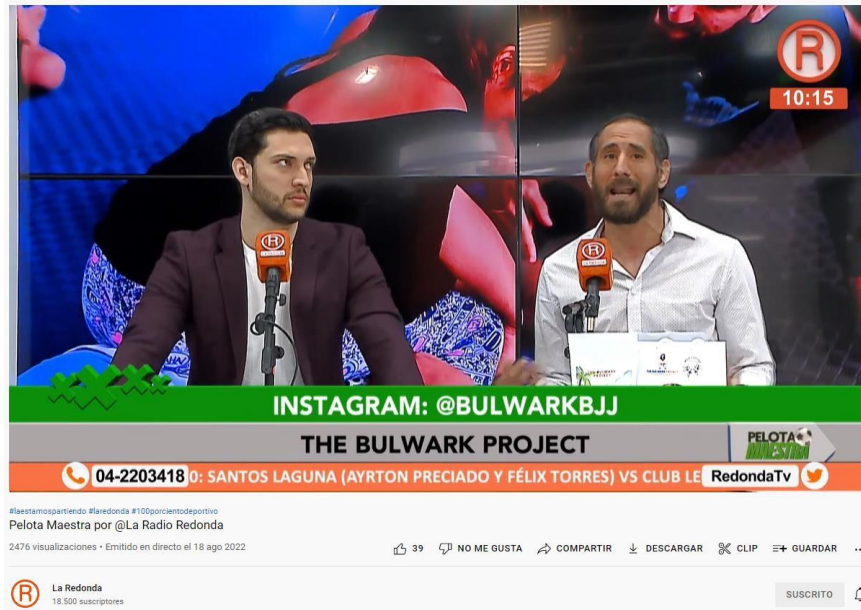 R
10:15
R
R
INSTAGRAM: @BULWARKBJJ
THE BULWARK PROJECT
PELOTA MAESTRA
04-2203418 0: SANTOS LAGUNA (AYRTON PRECIADO Y FÉLIX TORRES) VS CLUB LE RedondaTv
#laestamospartiendo #laredonda #100porcientodeportivo
Pelota Maestra por @La Radio Redonda
2476 visualizaciones • Emitido en directo el 18 ago 2022
39 NO ME GUSTA COMPARTIR DESCARGAR CLIP GUARDAR ...
R La Redonda
18.500 suscriptores
SUSCRITO